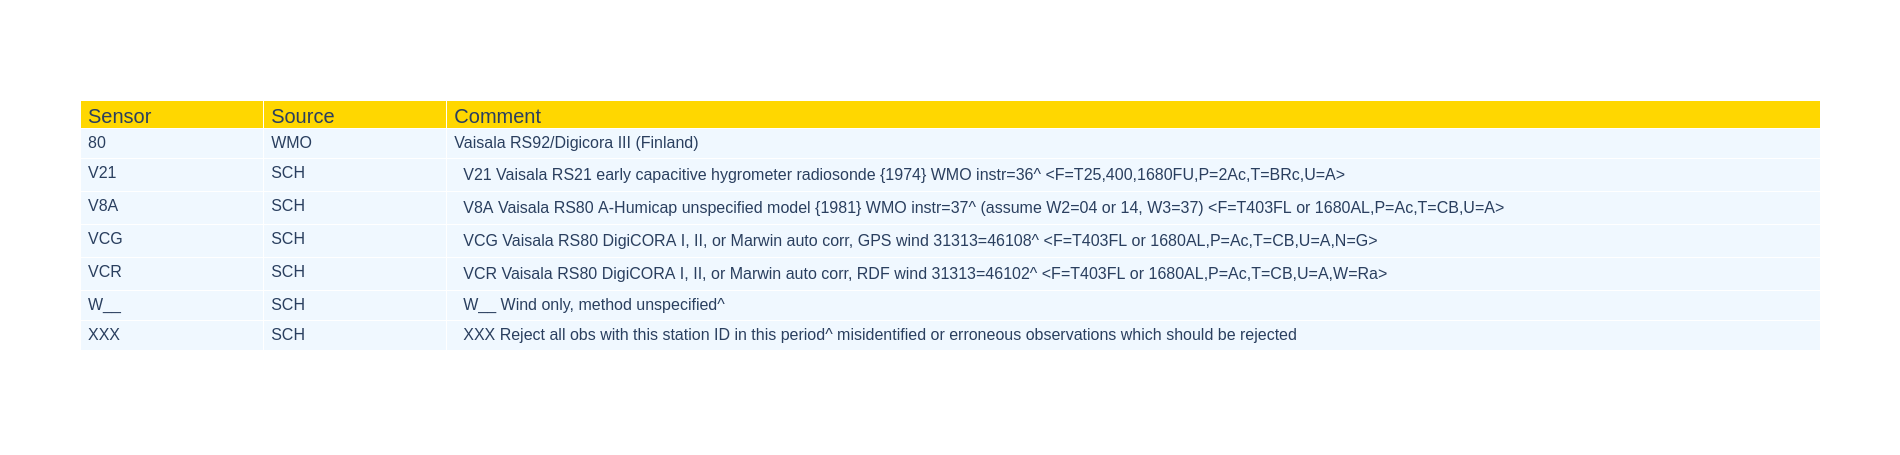 Sensor Source Comment
80 WMO Vaisala RS92/Digicora III (Finland)
V21 SCH V21 Vaisala RS21 early capacitive hygrometer radiosonde {1974} WMO instr=36^ <F=T25,400,1680FU,P=2Ac,T=BRc,U=A>
V8A SCH V8A Vaisala RS80 A-Humicap unspecified model {1981} WMO instr=37^ (assume W2=04 or 14, W3=37) <F=T403FL or 1680AL,P=Ac,T=CB,U=A>
VCG SCH VCG Vaisala RS80 DigiCORA I, II, or Marwin auto corr, GPS wind 31313=46108^ <F=T403FL or 1680AL,P=Ac,T=CB,U=A,N=G>
VCR SCH VCR Vaisala RS80 DigiCORA I, II, or Marwin auto corr, RDF wind 31313=46102^ <F=T403FL or 1680AL,P=Ac,T=CB,U=A,W=Ra>
W__ SCH W__ Wind only, method unspecified^
XXX SCH XXX Reject all obs with this station ID in this period^ misidentified or erroneous observations which should be rejected